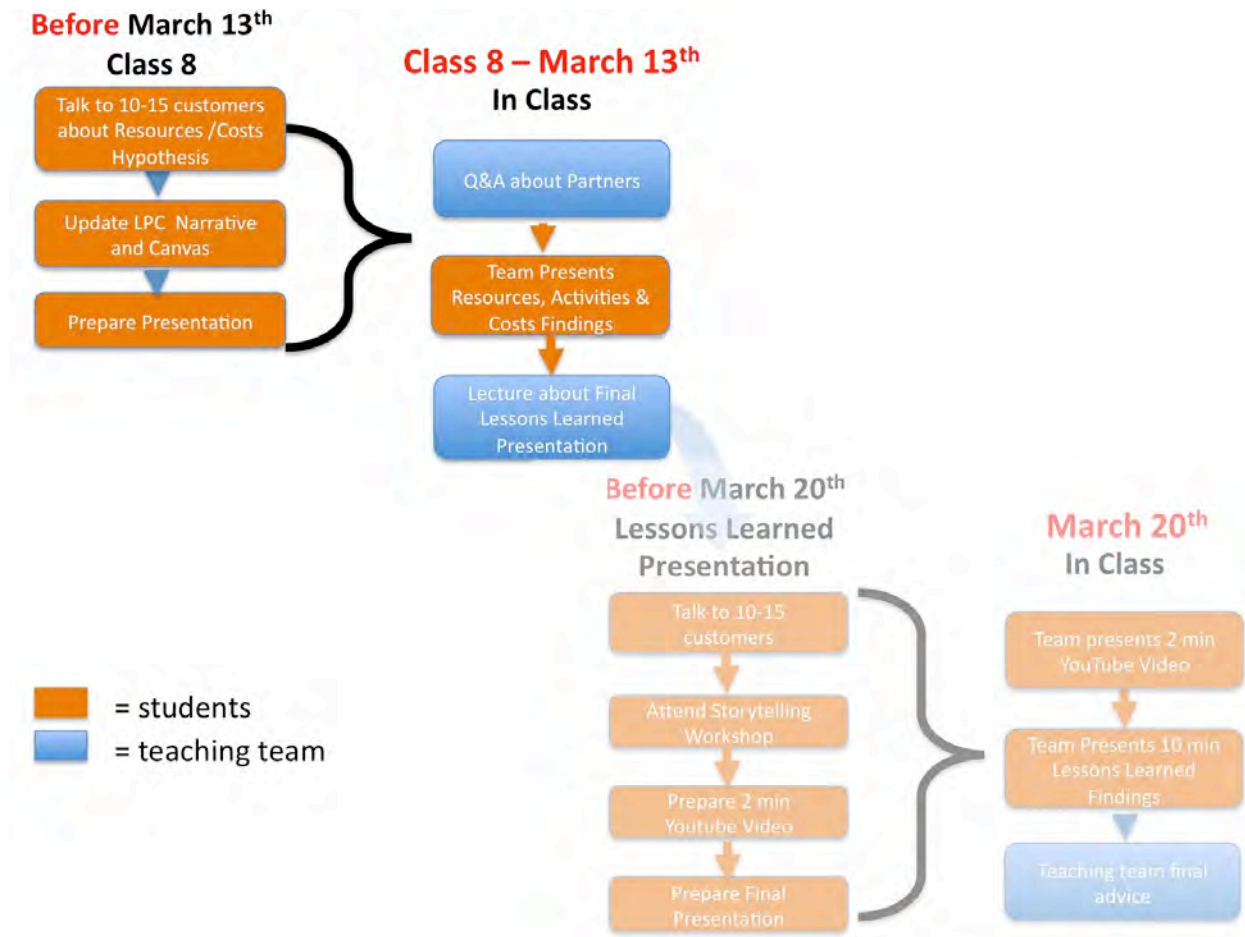 Before March 13th
Class 8
Talk to 10-15 customers
about Resources /Costs
Hypothesis
Update LPC  Narrative
and Canvas
Prepare Presentation
Class 8 – March 13th
In Class
Q&A about Partners
Team Presents
Resources, Activities &
Costs Findings
Lecture about Final
Lessons Learned
Presentation
Before March 20th
Lessons Learned
Presentation
Talk to 10-15
customers
Attend Storytelling
Workshop
Prepare 2 min
Youtube Video
Prepare Final
Presentation
March 20th
In Class
Team presents 2 min
YouTube Video
Team Presents 10 min
Lessons Learned
Findings
Teaching team final
advice
= students
= teaching team